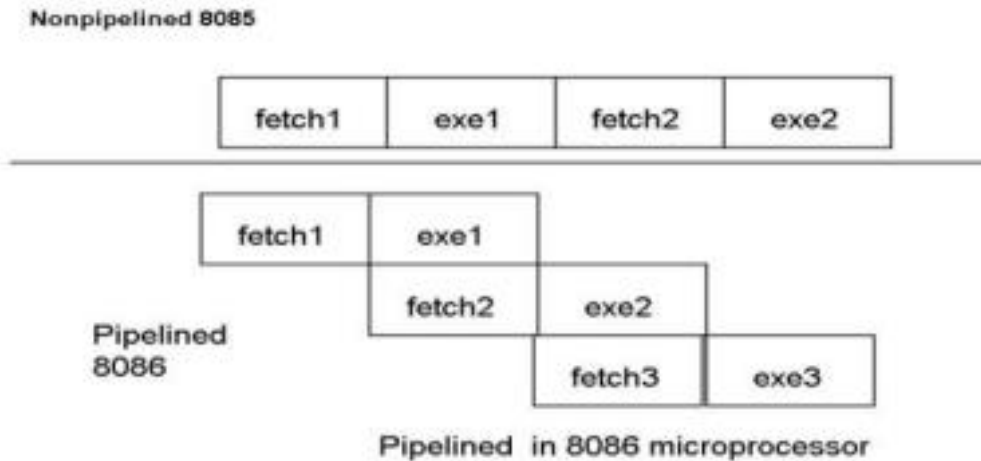 Nonpipelined 8085
fetch1 exe1 fetch2 exe2
fetch1 exe1
fetch2 exe2
Pipelined
8086
fetch3 exe3
Pipelined in 8086 microprocessor